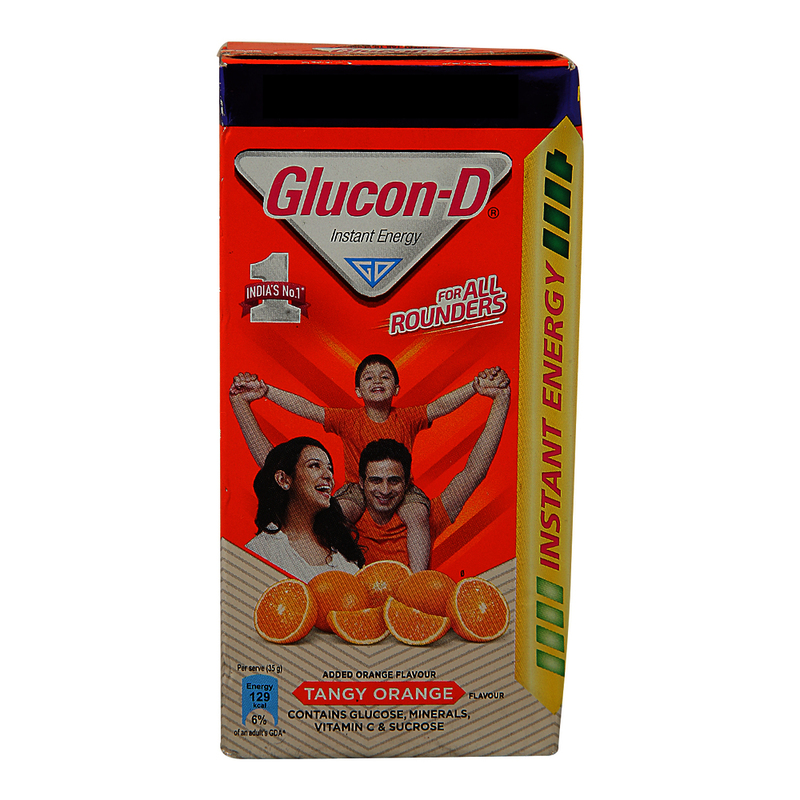 Glucon-D®
Instant Energy
GD
1
INDIA'S No.1*
FOR ALL
ROUNDERS
INSTANT ENERGY
Per serve (35 g)
Energy
129
kcal
6%
of an adult's GDA^
ADDED ORANGE FLAVOUR
TANGY ORANGE FLAVOUR
CONTAINS GLUCOSE, MINERALS,
VITAMIN C & SUCROSE